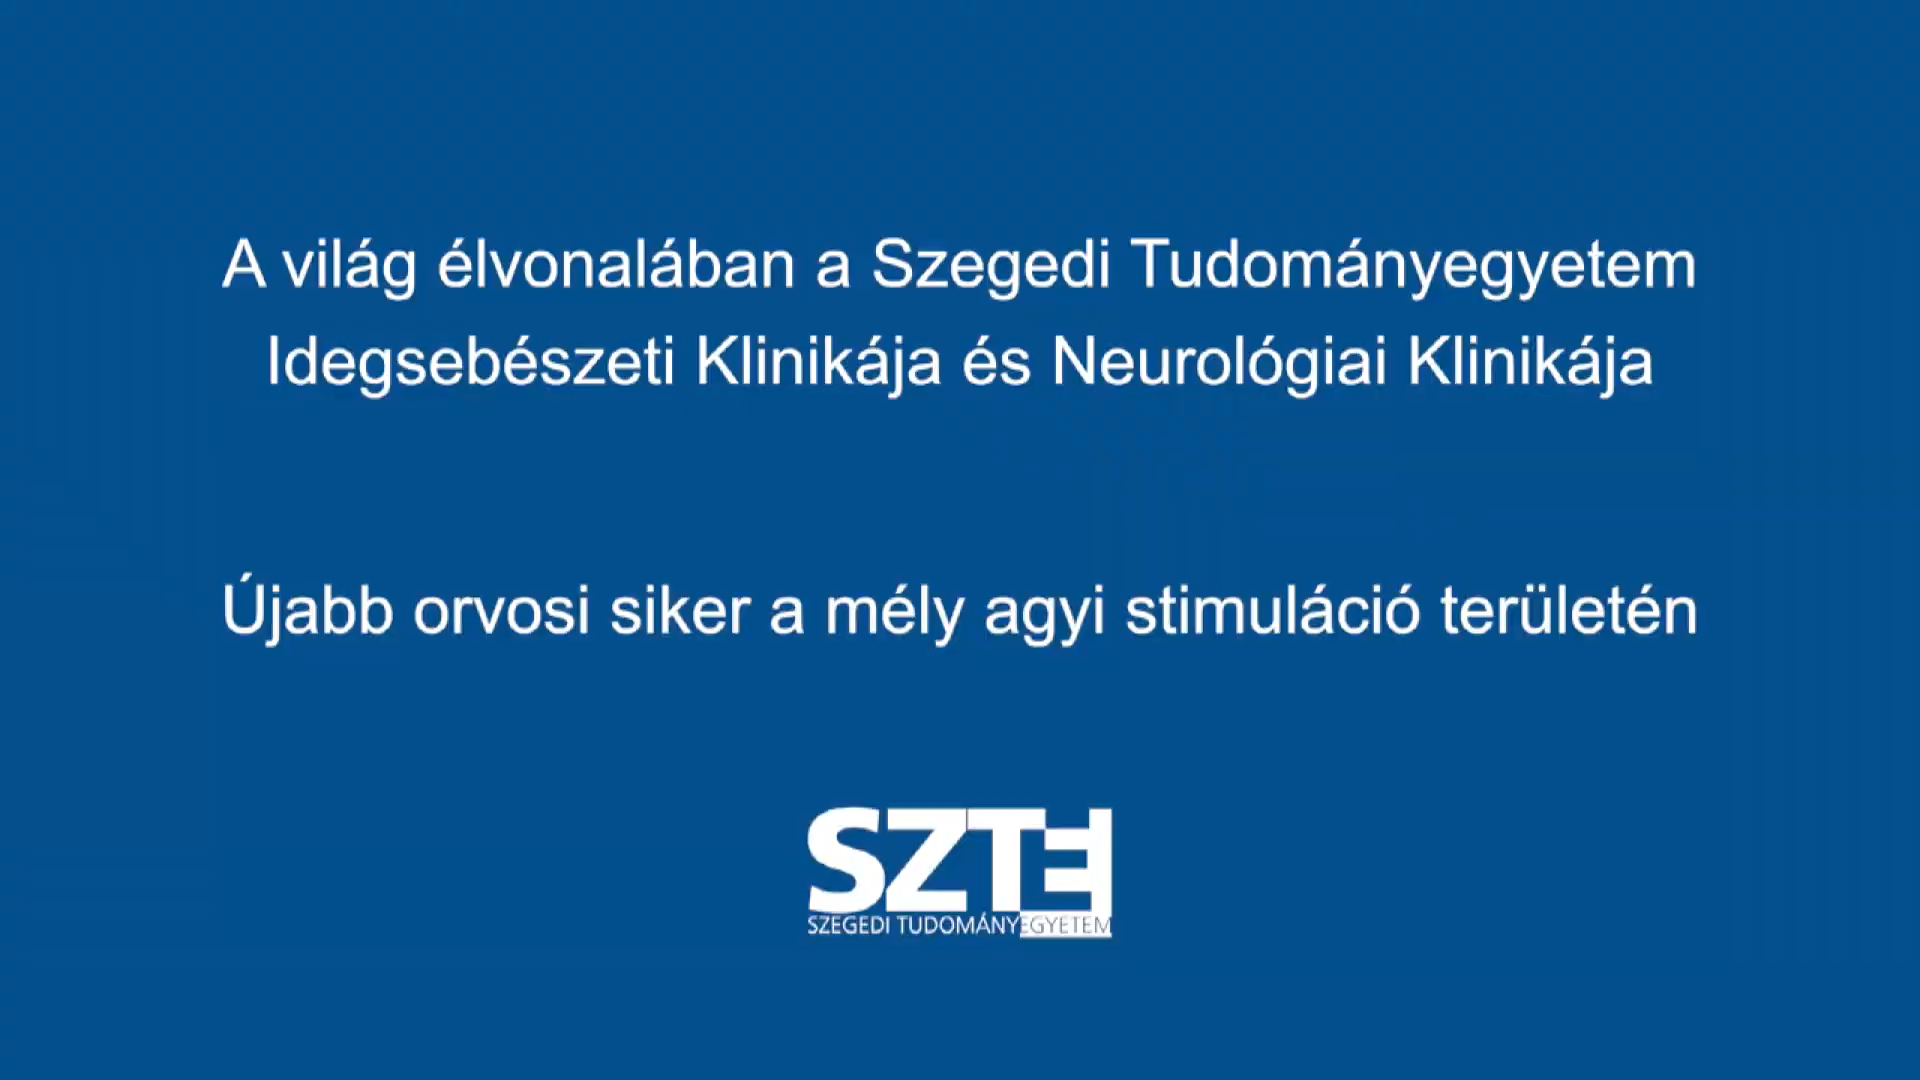 A világ élvonalában a Szegedi Tudományegyetem
Idegsebészeti Klinikája és Neurológiai Klinikája
Újabb orvosi siker a mély agyi stimuláció területén
SZTE
SZEGEDI TUDOMÁNYEGYETEM